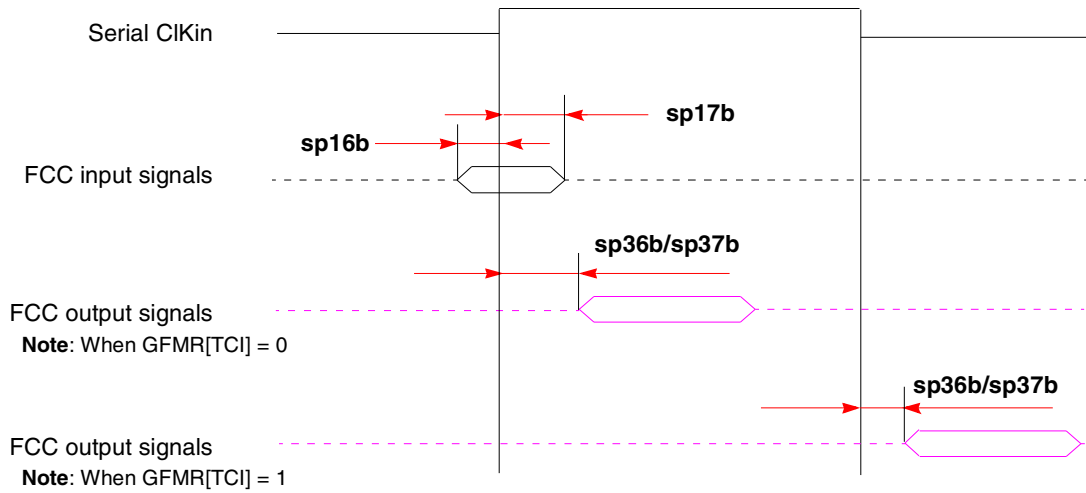 Serial ClKin
sp17b
sp16b
FCC input signals
sp36b/sp37b
FCC output signals
Note: When GFMR[TCI] = 0
sp36b/sp37b
FCC output signals
Note: When GFMR[TCI] = 1